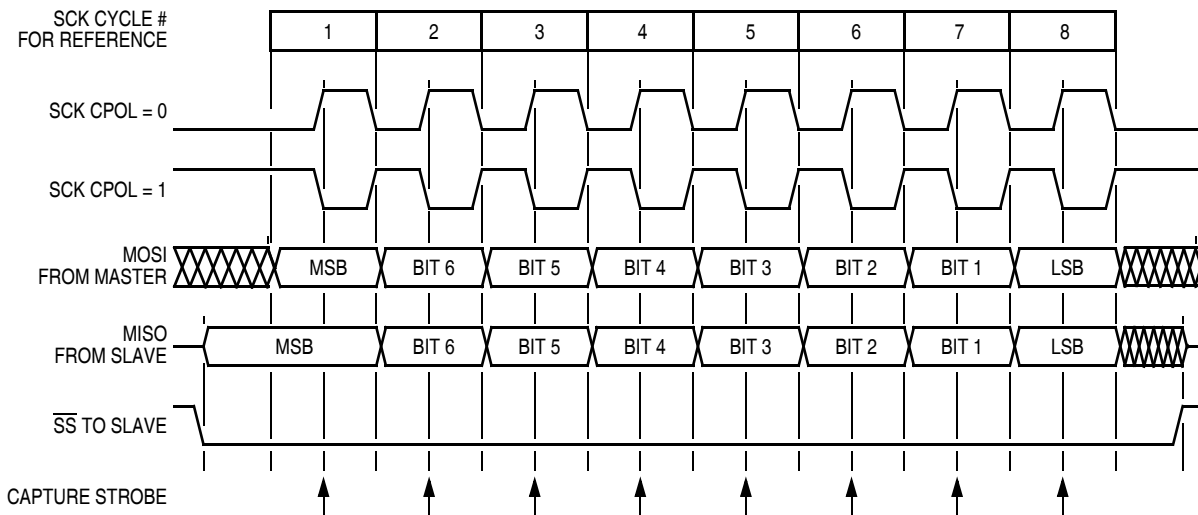 SCK CYCLE #
FOR REFERENCE
1 2 3 4 5 6 7 8
SCK CPOL = 0
SCK CPOL = 1
MOSI
FROM MASTER
MSB BIT 6 BIT 5 BIT 4 BIT 3 BIT 2 BIT 1 LSB
MISO
FROM SLAVE
MSB BIT 6 BIT 5 BIT 4 BIT 3 BIT 2 BIT 1 LSB
SS TO SLAVE
CAPTURE STROBE